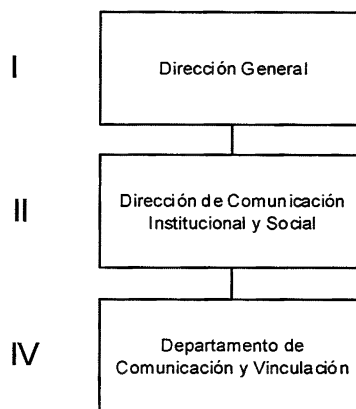 I
Dirección General
II
Dirección de Comunicación
Institucional y Social
IV
Departamento de
Comunicación y Vinculación